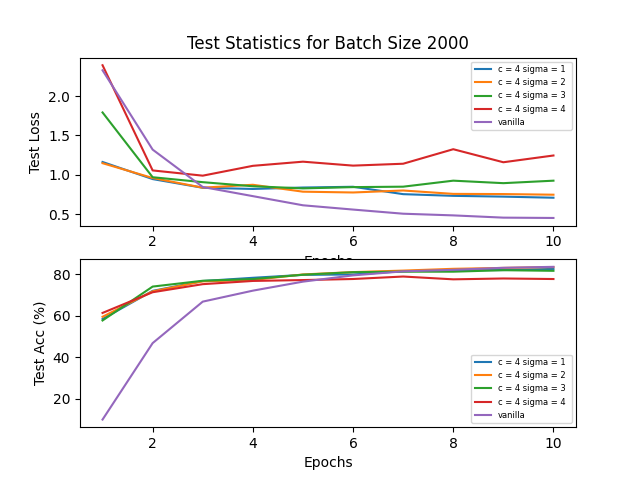 Test Statistics for Batch Size 2000
Test Loss
2.0
1.5
1.0
0.5
c = 4 sigma = 1
c = 4 sigma = 2
c = 4 sigma = 3
c = 4 sigma = 4
vanilla
2 4 6 8 10
Epochs
Test Acc (%)
80
60
40
20
c = 4 sigma = 1
c = 4 sigma = 2
c = 4 sigma = 3
c = 4 sigma = 4
vanilla
2 4 6 8 10
Epochs